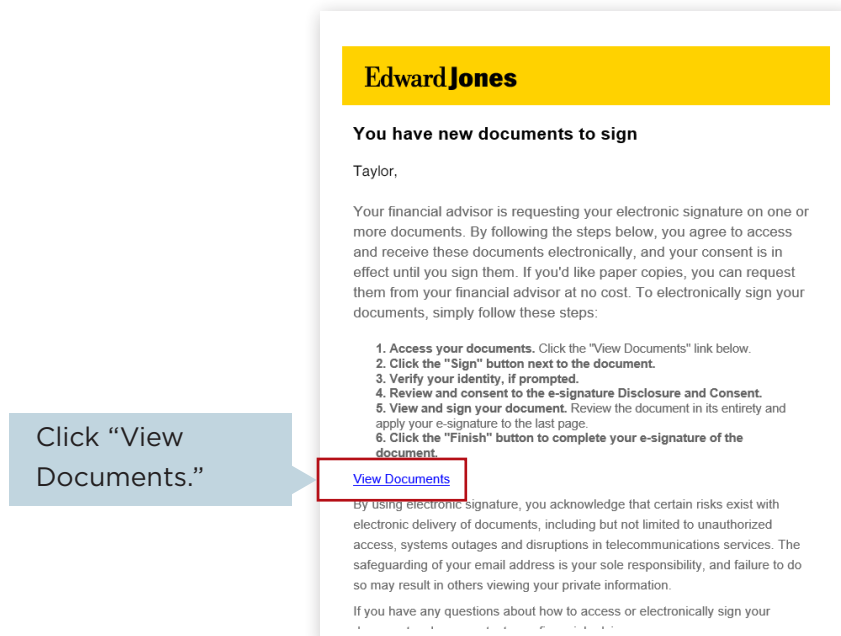 Edward Jones
You have new documents to sign
Taylor,
Your financial advisor is requesting your electronic signature on one or
more documents. By following the steps below, you agree to access
and receive these documents electronically, and your consent is in
effect until you sign them. If you'd like paper copies, you can request
them from your financial advisor at no cost. To electronically sign your
documents, simply follow these steps:
1. Access your documents. Click the "View Documents" link below.
2. Click the "Sign" button next to the document.
3. Verify your identity, if prompted.
4. Review and consent to the e-signature Disclosure and Consent.
5. View and sign your document. Review the document in its entirety and
apply your e-signature to the last page.
6. Click the "Finish" button to complete your e-signature of the
document.
Click “View
Documents.”
View Documents
By using electronic signature, you acknowledge that certain risks exist with
electronic delivery of documents, including but not limited to unauthorized
access, systems outages and disruptions in telecommunications services. The
safeguarding of your email address is your sole responsibility, and failure to do
so may result in others viewing your private information.
If you have any questions about how to access or electronically sign your